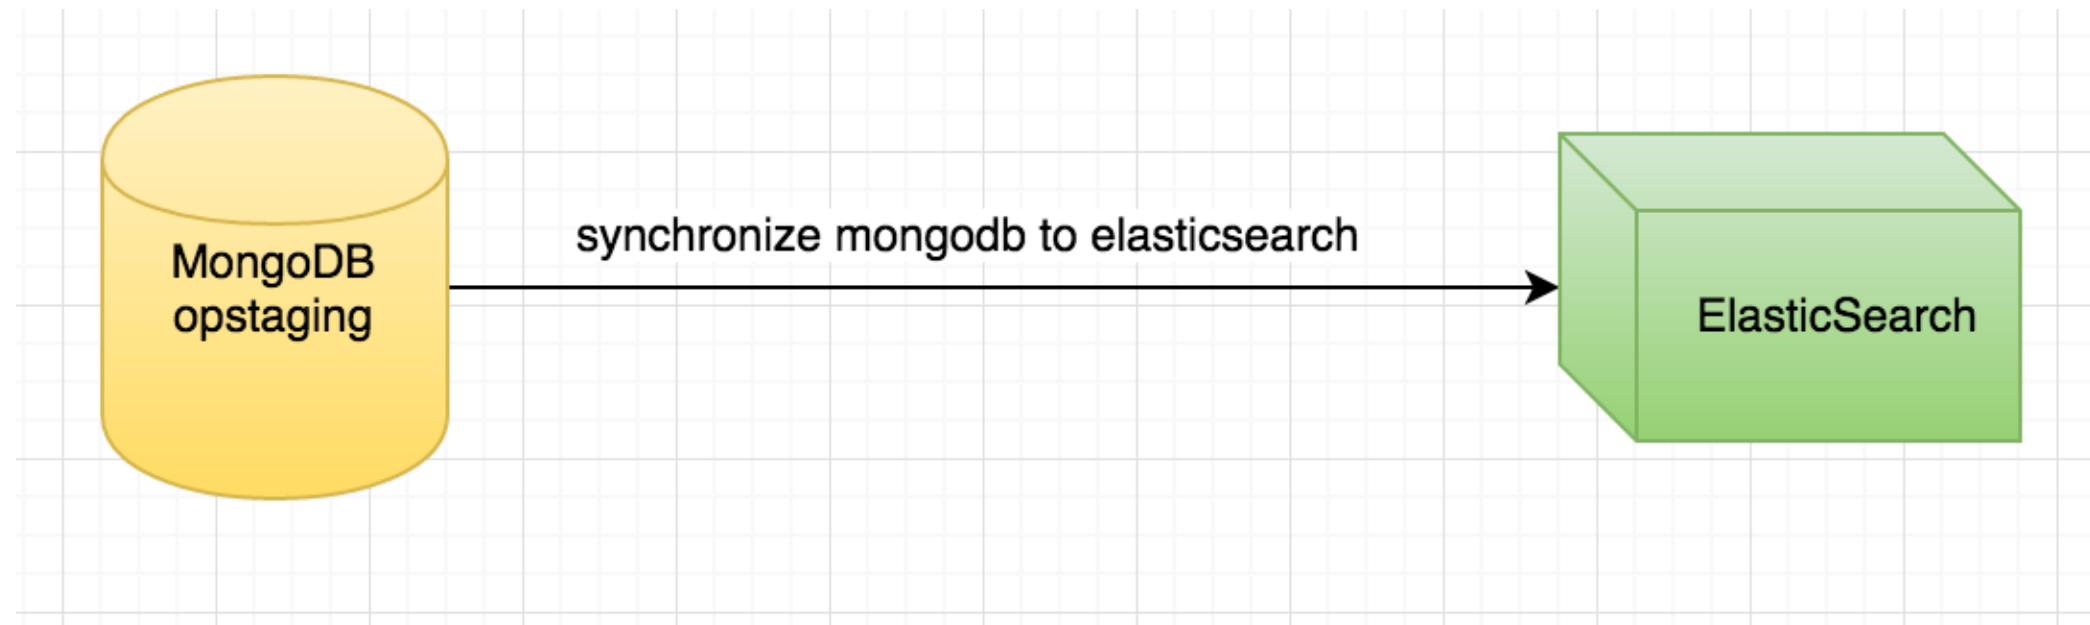 synchronize mongodb to elasticsearch
MongoDB
opstaging
ElasticSearch